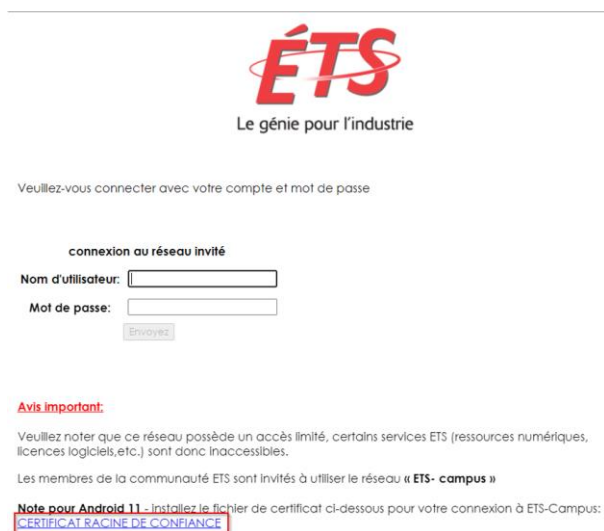 ÉTS
Le génie pour l'industrie
Veuillez-vous connecter avec votre compte et mot de passe
connexion au réseau invité
Nom d'utilisateur:
Mot de passe:
Envoyez
Avis important:
Veuillez noter que ce réseau possède un accès limité, certains services ETS (ressources numériques,
licences logiciels,etc.) sont donc inaccessibles.
Les membres de la communauté ETS sont invités à utiliser le réseau « ETS- campus »
Note pour Android 11 - installez le fichier de certificat ci-dessous pour votre connexion à ETS-Campus:
CERTIFICAT RACINE DE CONFIANCE